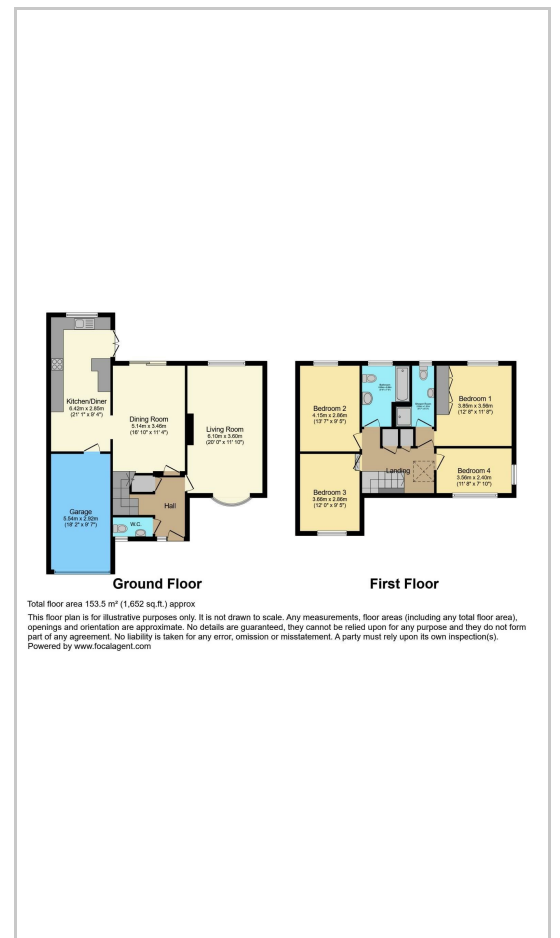 Kitchen/Diner
6.42m x 2.85m
(21' 1" x 9' 4")
Dining Room
5.14m x 3.46m
(16' 10" x 11' 4")
Living Room
6.10m x 3.60m
(20' 0" x 11' 10")
Garage
5.54m x 2.92m
(18' 2" x 9' 7")
Hall
W.C.
Ground Floor
Bedroom 2
4.15m x 2.86m
(13' 7" x 9' 5")
Bathroom
Bedroom 1
3.85m x 3.56m
(12' 8" x 11' 8")
Bedroom 3
3.66m x 2.86m
(12' 0" x 9' 5")
Landing
Bedroom 4
3.56m x 2.40m
(11' 8" x 7' 10")
First Floor
Total floor area 153.5 m² (1,652 sq.ft.) approx
This floor plan is for illustrative purposes only. It is not drawn to scale. Any measurements, floor areas (including any total floor area),
openings and orientation are approximate. No details are guaranteed, they cannot be relied upon for any purpose and they do not form
part of any agreement. No liability is taken for any error, omission or misstatement. A party must rely upon its own inspection(s).
Powered by www.focalagent.com